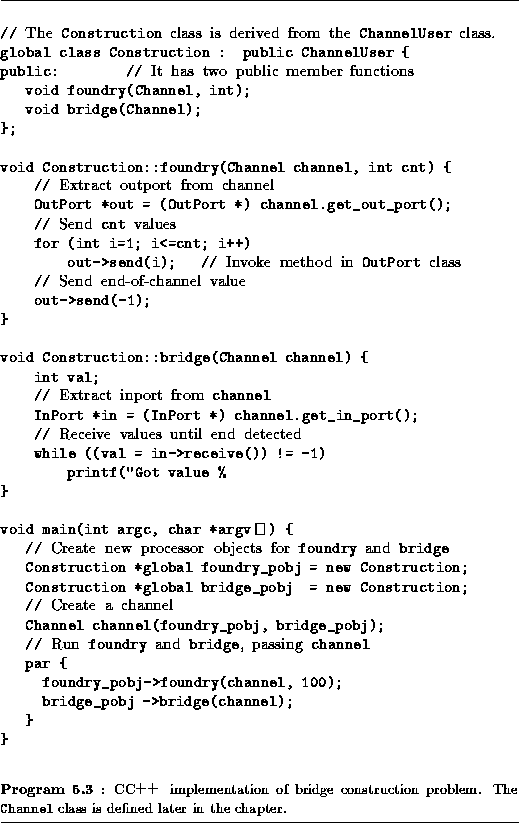 // The Construction class is derived from the ChannelUser class.
global class Construction :  public ChannelUser {
public:        // It has two public member functions
   void foundry(Channel, int);
   void bridge(Channel);
};
void Construction::foundry(Channel channel, int cnt) {
    // Extract outport from channel
    OutPort *out = (OutPort *) channel.get_out_port();
    // Send cnt values
    for (int i=1; i<=cnt; i++)
        out->send(i);   // Invoke method in OutPort class
    // Send end-of-channel value
    out->send(-1);
}
void Construction::bridge(Channel channel) {
    int val;
    // Extract inport from channel
    InPort *in = (InPort *) channel.get_in_port();
    // Receive values until end detected
    while ((val = in->receive()) != -1)
        printf("Got value %
}
void main(int argc, char *argv[]) {
   // Create new processor objects for foundry and bridge
   Construction *global foundry_pobj = new Construction;
   Construction *global bridge_pobj  = new Construction;
   // Create a channel
   Channel channel(foundry_pobj, bridge_pobj);
   // Run foundry and bridge, passing channel
   par {
     foundry_pobj->foundry(channel, 100);
     bridge_pobj ->bridge(channel);
   }
}
Program 5.3 : CC++ implementation of bridge construction problem. The
Channel class is defined later in the chapter.